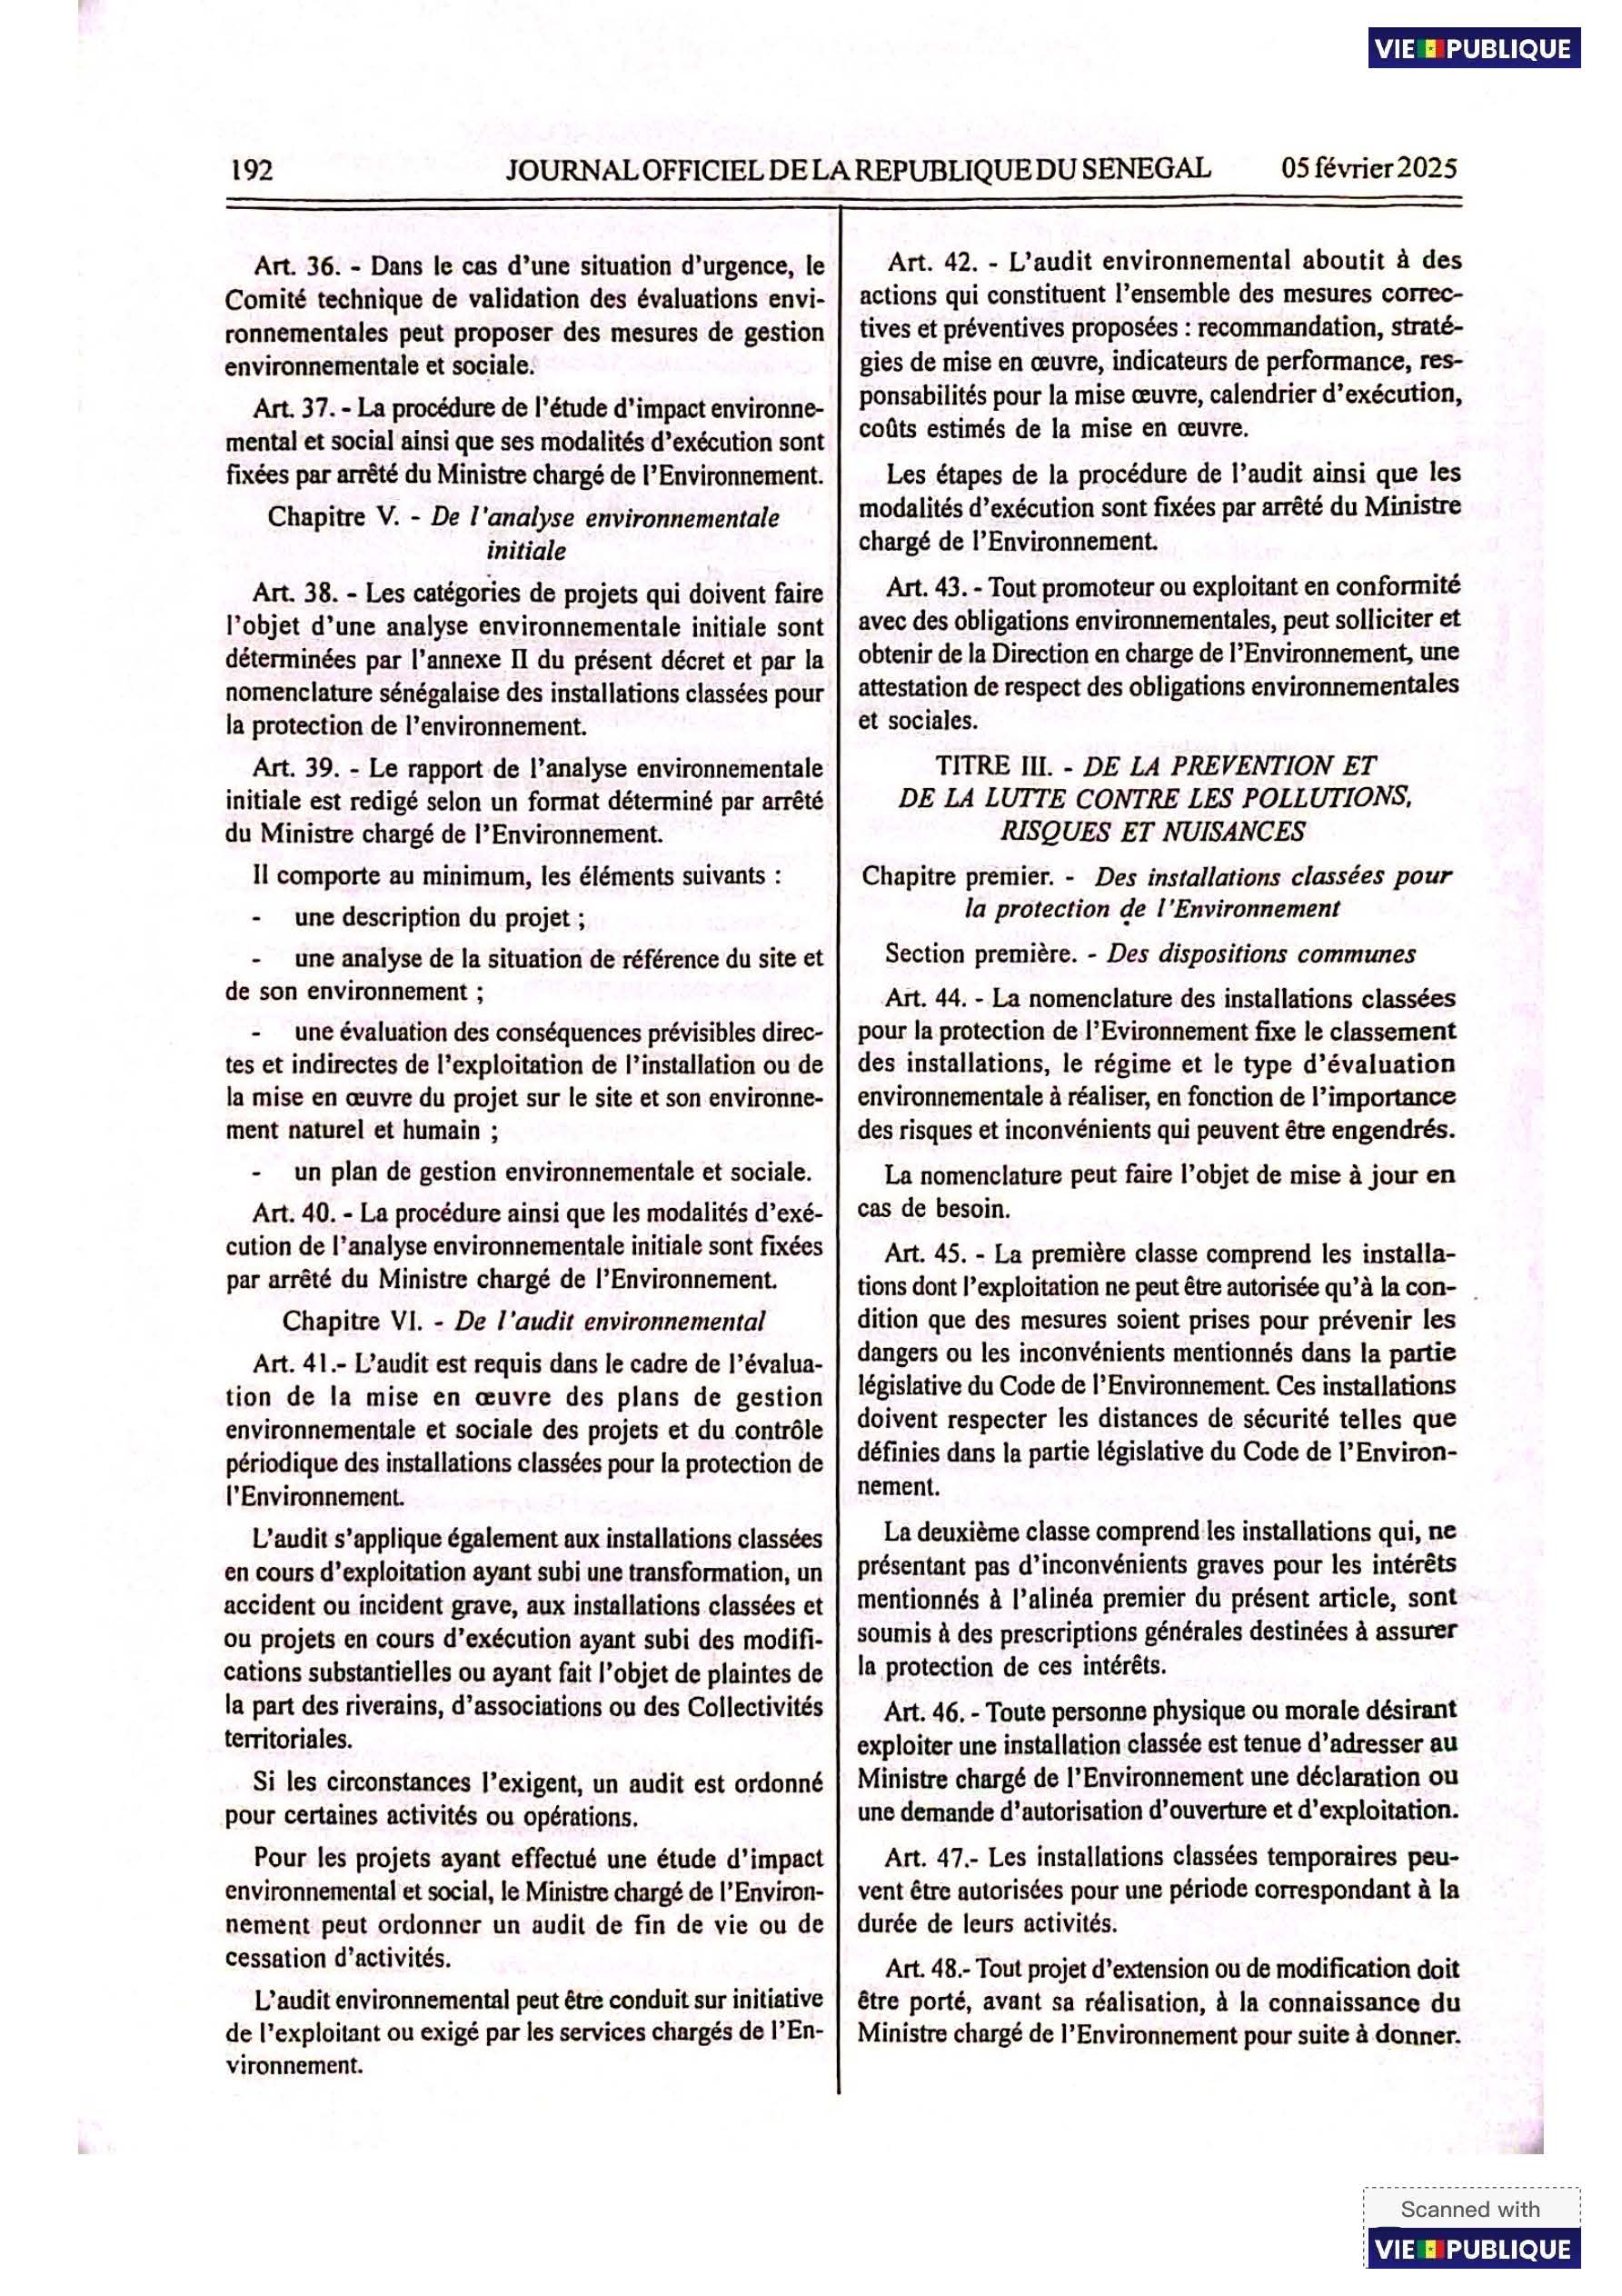 VIE PUBLIQUE
192
JOURNAL OFFICIEL DE LA REPUBLIQUE DU SENEGAL
05 février 2025
Art. 36. - Dans le cas d'une situation d'urgence, le
Comité technique de validation des évaluations envi-
ronnementales peut proposer des mesures de gestion
environnementale et sociale.
Art. 37. - La procédure de l'étude d'impact environne-
mental et social ainsi que ses modalités d'exécution sont
fixées par arrêté du Ministre chargé de l'Environnement.
Chapitre V. - De l'analyse environnementale
initiale
Art. 38. - Les catégories de projets qui doivent faire
l'objet d'une analyse environnementale initiale sont
déterminées par l'annexe II du présent décret et par la
nomenclature sénégalaise des installations classées pour
la protection de l'environnement.
Art. 39. - Le rapport de l'analyse environnementale
initiale est redigé selon un format déterminé par arrêté
du Ministre chargé de l'Environnement.
Il comporte au minimum, les éléments suivants :
- une description du projet ;
- une analyse de la situation de référence du site et
de son environnement ;
- une évaluation des conséquences prévisibles direc-
tes et indirectes de l'exploitation de l'installation ou de
la mise en œuvre du projet sur le site et son environne-
ment naturel et humain ;
- un plan de gestion environnementale et sociale.
Art. 40. - La procédure ainsi que les modalités d'exé-
cution de l'analyse environnementale initiale sont fixées
par arrêté du Ministre chargé de l'Environnement.
Chapitre VI. - De l'audit environnemental
Art. 41.- L'audit est requis dans le cadre de l'évalua-
tion de la mise en œuvre des plans de gestion
environnementale et sociale des projets et du contrôle
périodique des installations classées pour la protection de
l'Environnement.
L'audit s'applique également aux installations classées
en cours d'exploitation ayant subi une transformation, un
accident ou incident grave, aux installations classées et
ou projets en cours d'exécution ayant subi des modifi-
cations substantielles ou ayant fait l'objet de plaintes de
la part des riverains, d'associations ou des Collectivités
territoriales.
Si les circonstances l'exigent, un audit est ordonné
pour certaines activités ou opérations.
Pour les projets ayant effectué une étude d'impact
environnemental et social, le Ministre chargé de l'Environ-
nement peut ordonner un audit de fin de vie ou de
cessation d'activités.
L'audit environnemental peut être conduit sur initiative
de l'exploitant ou exigé par les services chargés de l'En-
vironnement.
Art. 42. - L'audit environnemental aboutit à des
actions qui constituent l'ensemble des mesures correc-
tives et préventives proposées : recommandation, straté-
gies de mise en œuvre, indicateurs de performance, res-
ponsabilités pour la mise œuvre, calendrier d'exécution,
coûts estimés de la mise en œuvre.
Les étapes de la procédure de l'audit ainsi que les
modalités d'exécution sont fixées par arrêté du Ministre
chargé de l'Environnement.
Art. 43. - Tout promoteur ou exploitant en conformité
avec des obligations environnementales, peut solliciter et
obtenir de la Direction en charge de l'Environnement, une
attestation de respect des obligations environnementales
et sociales.
TITRE III. - DE LA PREVENTION ET
DE LA LUTTE CONTRE LES POLLUTIONS,
RISQUES ET NUISANCES
Chapitre premier. - Des installations classées pour
la protection de l'Environnement
Section première. - Des dispositions communes
Art. 44. - La nomenclature des installations classées
pour la protection de l'Evironnement fixe le classement
des installations, le régime et le type d'évaluation
environnementale à réaliser, en fonction de l'importance
des risques et inconvénients qui peuvent être engendrés.
La nomenclature peut faire l'objet de mise à jour en
cas de besoin.
Art. 45. - La première classe comprend les installa-
tions dont l'exploitation ne peut être autorisée qu'à la con-
dition que des mesures soient prises pour prévenir les
dangers ou les inconvénients mentionnés dans la partie
législative du Code de l'Environnement. Ces installations
doivent respecter les distances de sécurité telles que
définies dans la partie législative du Code de l'Environ-
nement.
La deuxième classe comprend les installations qui, ne
présentant pas d'inconvénients graves pour les intérêts
mentionnés à l'alinéa premier du présent article, sont
soumis à des prescriptions générales destinées à assurer
la protection de ces intérêts.
Art. 46. - Toute personne physique ou morale désirant
exploiter une installation classée est tenue d'adresser au
Ministre chargé de l'Environnement une déclaration ou
une demande d'autorisation d'ouverture et d'exploitation.
Art. 47.- Les installations classées temporaires peu-
vent être autorisées pour une période correspondant à la
durée de leurs activités.
Art. 48.- Tout projet d'extension ou de modification doit
être porté, avant sa réalisation, à la connaissance du
Ministre chargé de l'Environnement pour suite à donner.
Scanned with
VIE PUBLIQUE